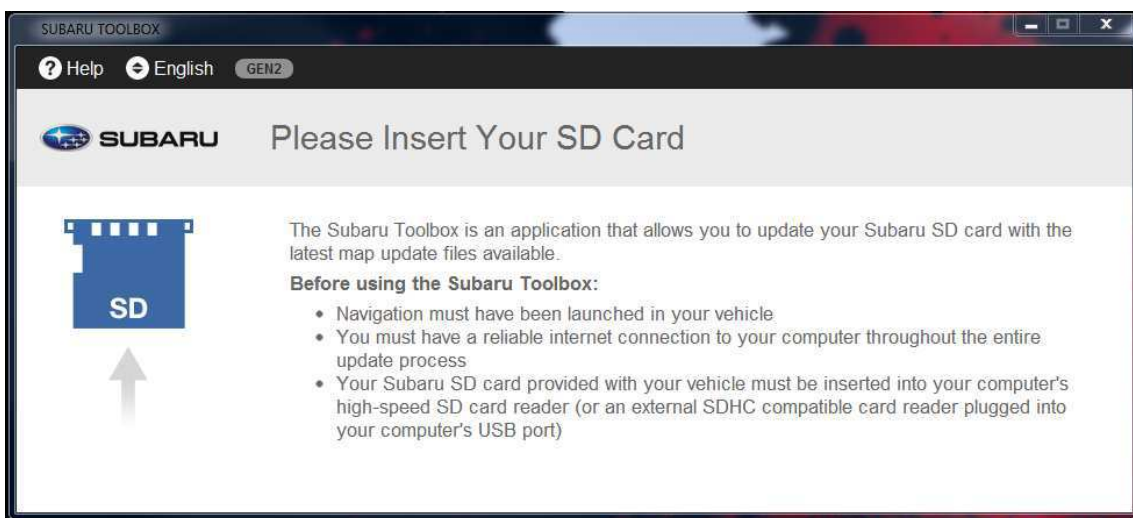 SUBARU TOOLBOX
Help English GEN2
SUBARU Please Insert Your SD Card
SD
The Subaru Toolbox is an application that allows you to update your Subaru SD card with the
latest map update files available.
Before using the Subaru Toolbox:
• Navigation must have been launched in your vehicle
• You must have a reliable internet connection to your computer throughout the entire
update process
• Your Subaru SD card provided with your vehicle must be inserted into your computer's
high-speed SD card reader (or an external SDHC compatible card reader plugged into
your computer's USB port)